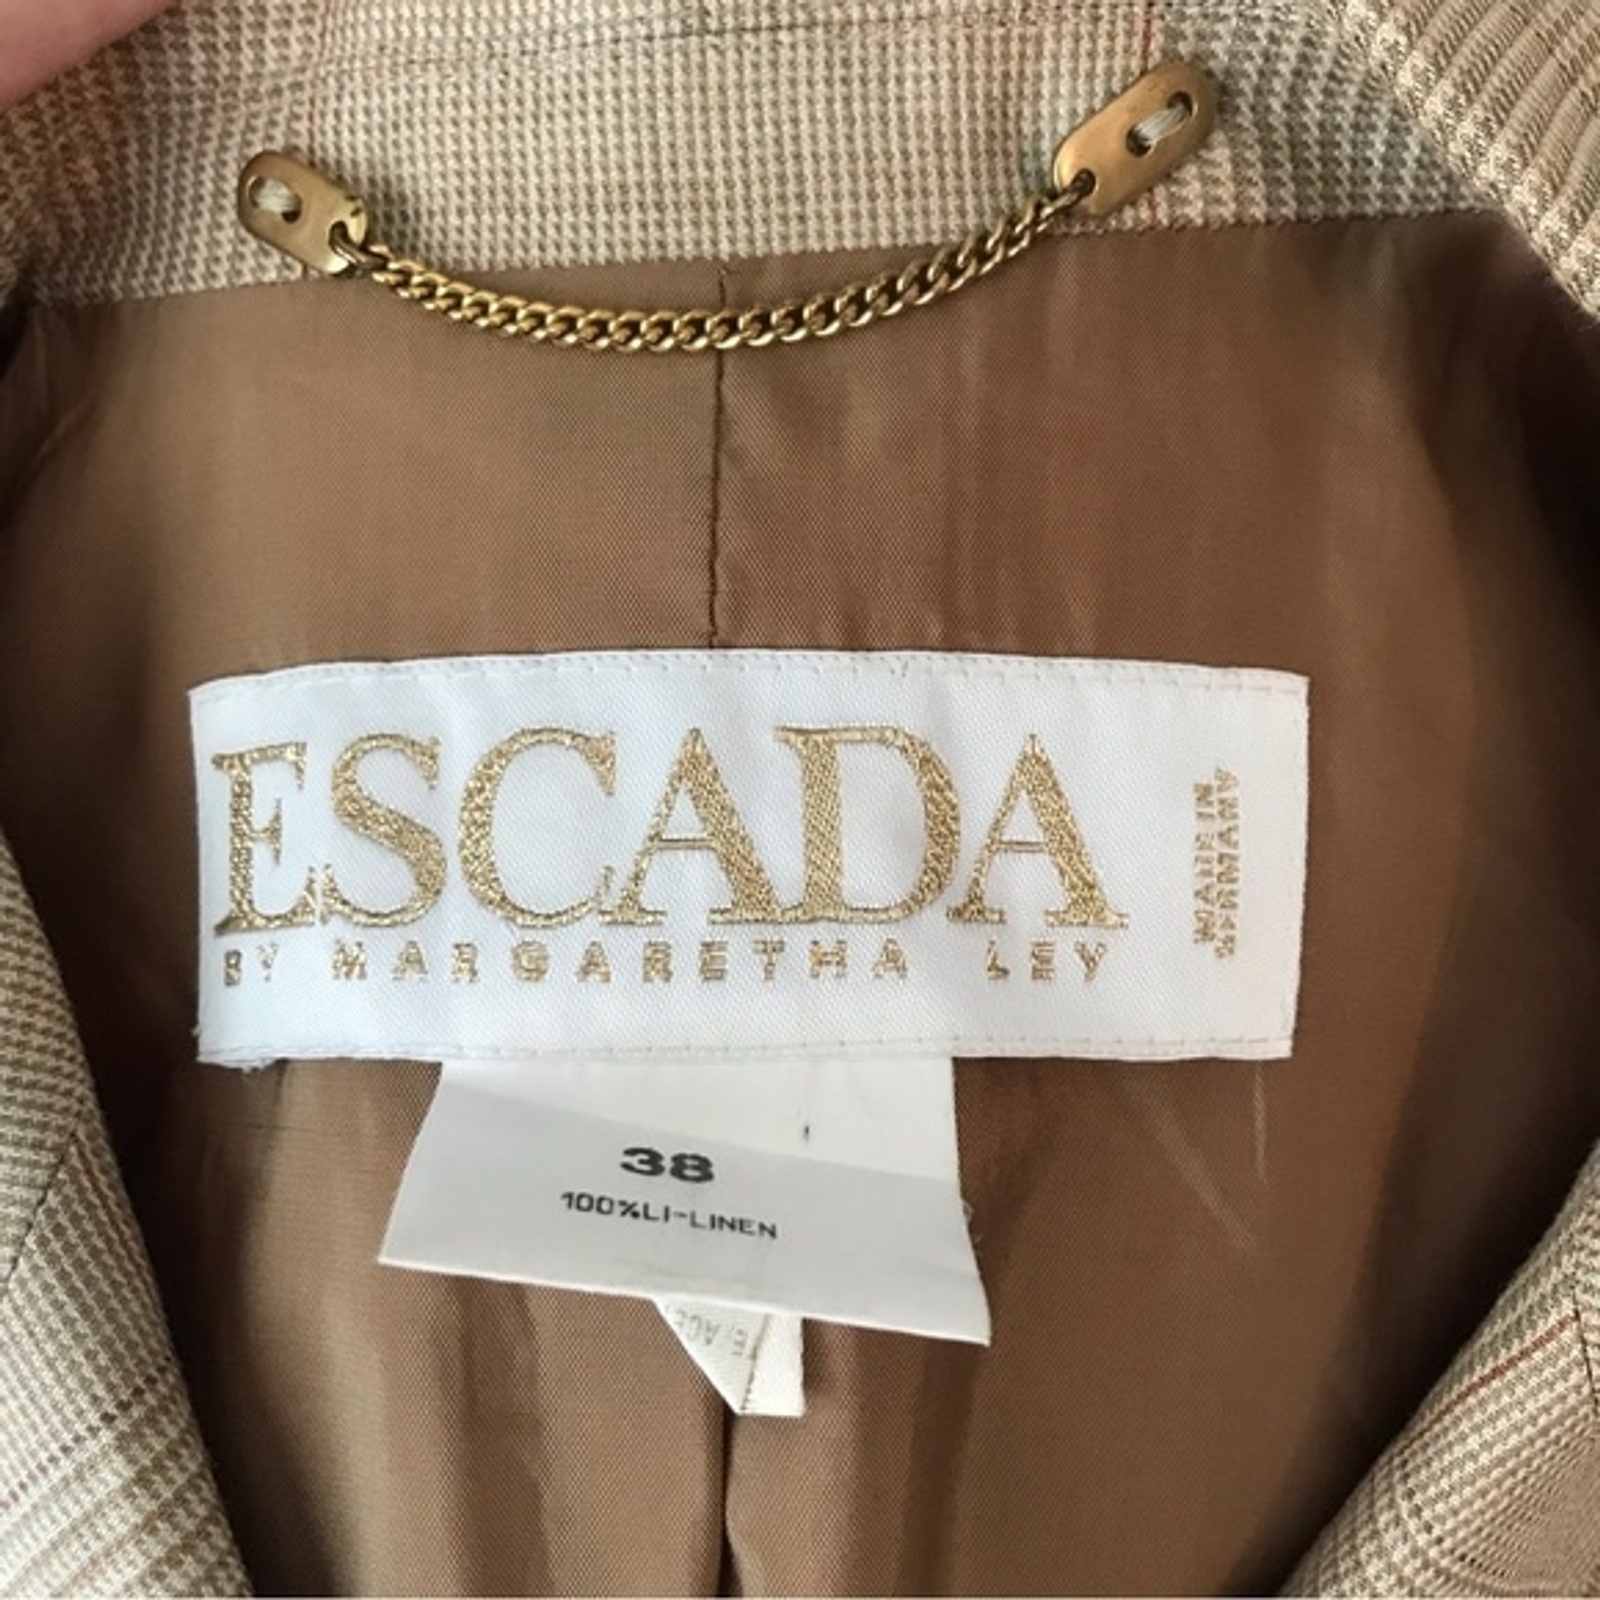 ESCADA
BY MARGARETHA LEY
MADE IN
GERMANY
38
100%LI-LINEN